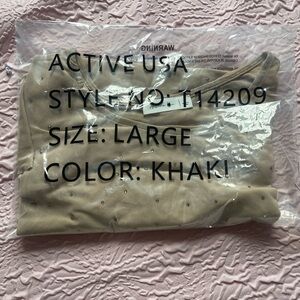 WARNING
ACTIVE USA
STYLE NO: T14209
SIZE: LARGE
COLOR: KHAKI